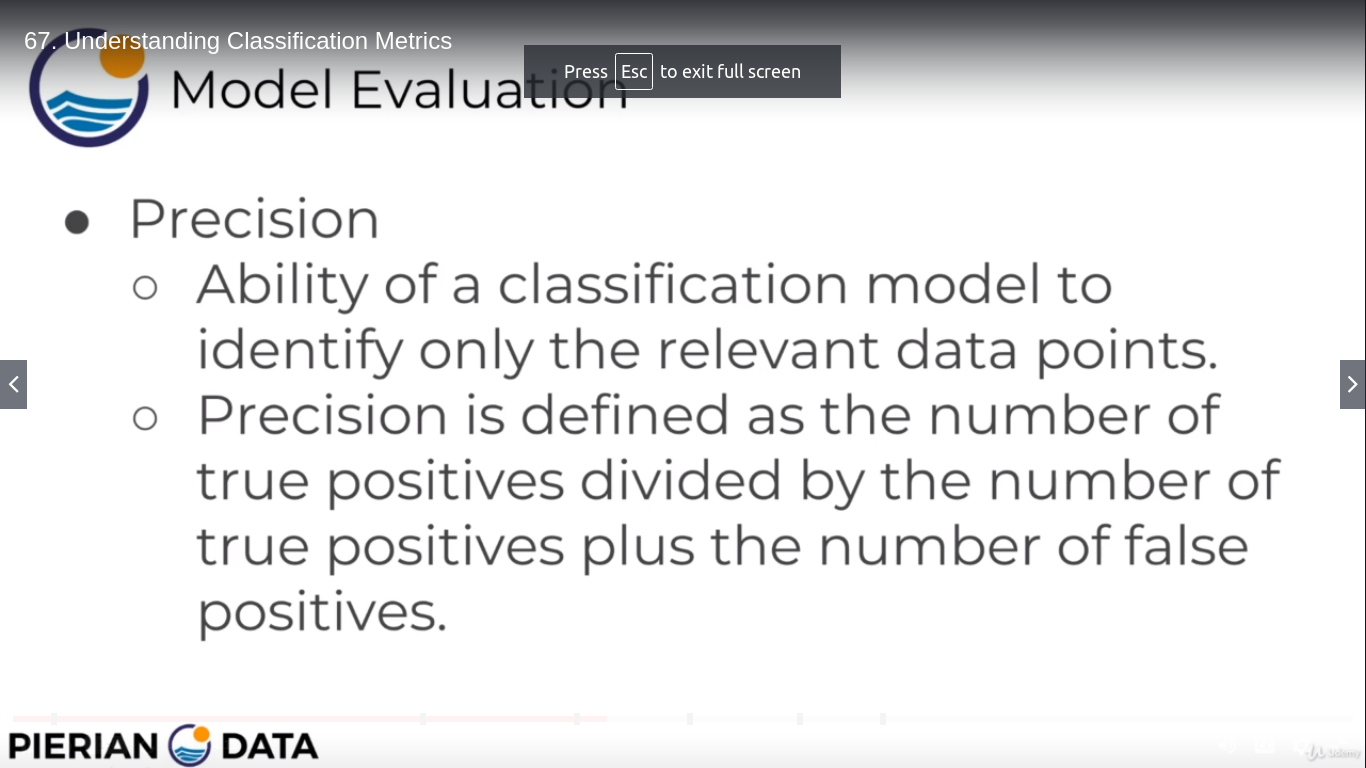 67. Understanding Classification Metrics
Press Esc to exit full screen
Model Evaluation
● Precision
○ Ability of a classification model to
identify only the relevant data points.
○ Precision is defined as the number of
true positives divided by the number of
true positives plus the number of false
positives.
PIERIAN DATA
Udemy